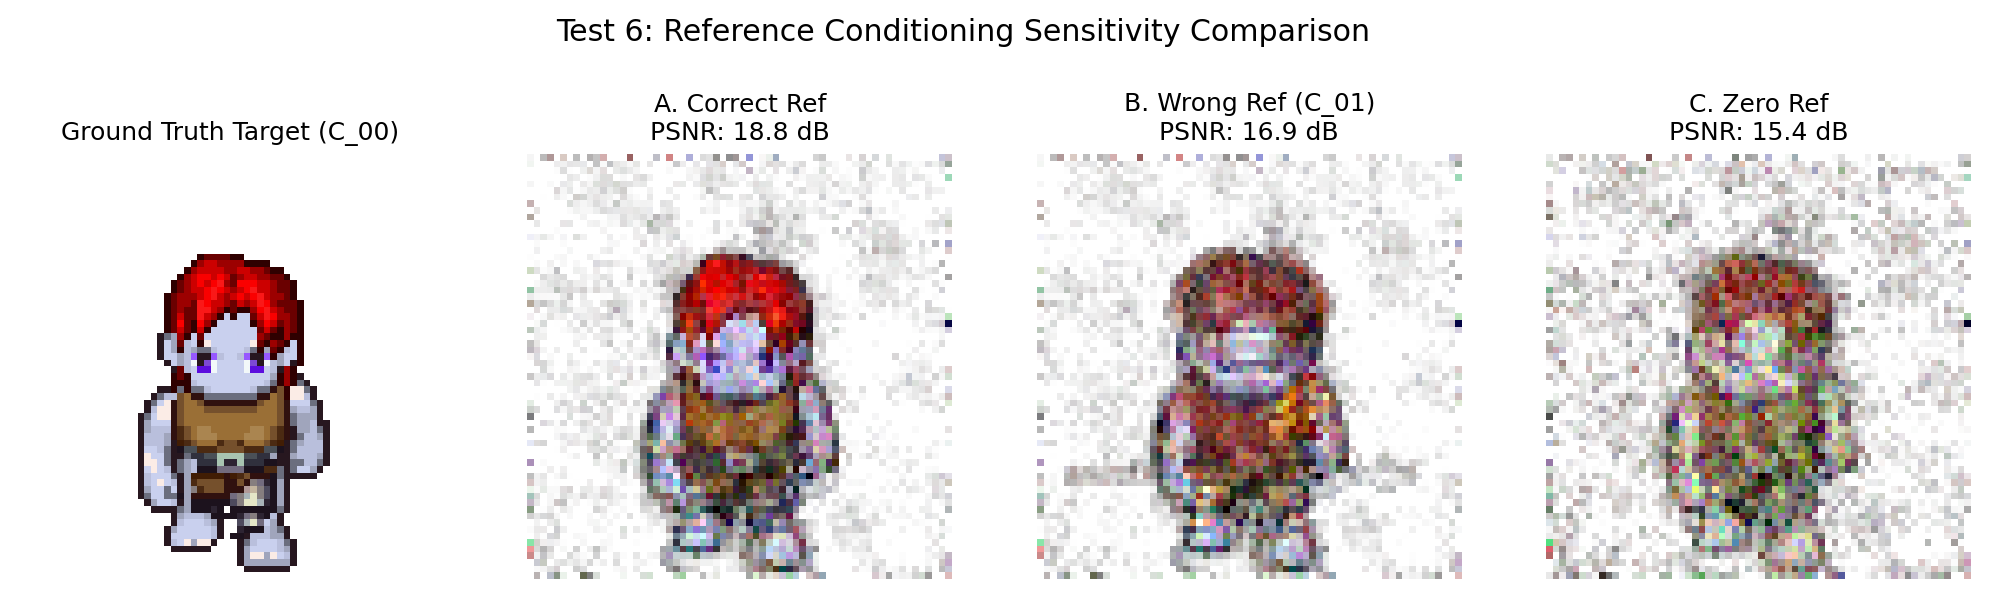 Test 6: Reference Conditioning Sensitivity Comparison
Ground Truth Target (C_00)
A. Correct Ref
PSNR: 18.8 dB
B. Wrong Ref (C_01)
PSNR: 16.9 dB
C. Zero Ref
PSNR: 15.4 dB